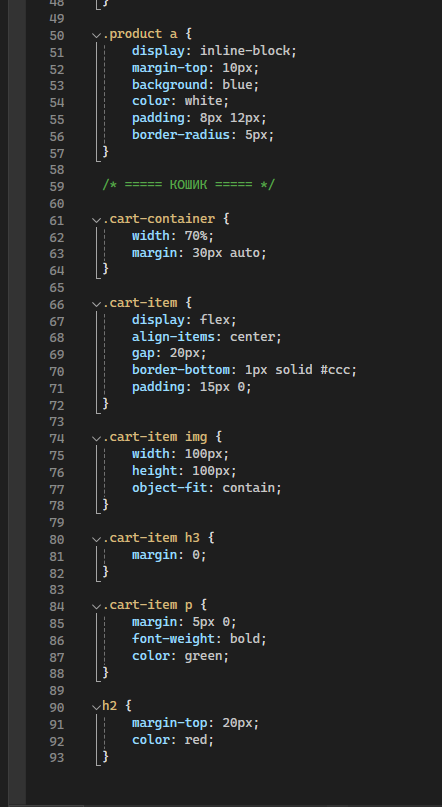 48 }
49
50 .product a {
51 display: inline-block;
52 margin-top: 10px;
53 background: blue;
54 color: white;
55 padding: 8px 12px;
56 border-radius: 5px;
57 }
58
59 /* ===== КОШИК ===== */
60
61 .cart-container {
62 width: 70%;
63 margin: 30px auto;
64 }
65
66 .cart-item {
67 display: flex;
68 align-items: center;
69 gap: 20px;
70 border-bottom: 1px solid #ccc;
71 padding: 15px 0;
72 }
73
74 .cart-item img {
75 width: 100px;
76 height: 100px;
77 object-fit: contain;
78 }
79
80 .cart-item h3 {
81 margin: 0;
82 }
83
84 .cart-item p {
85 margin: 5px 0;
86 font-weight: bold;
87 color: green;
88 }
89
90 h2 {
91 margin-top: 20px;
92 color: red;
93 }